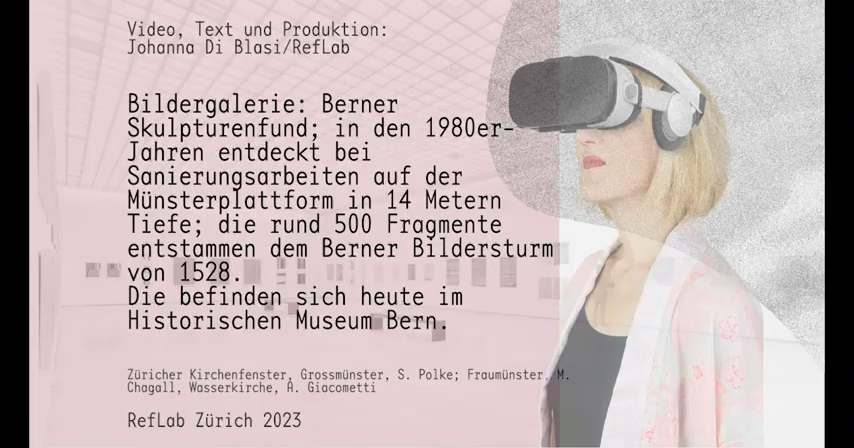 Video, Text und Produktion:
Johanna Di Blasi/RefLab
Bildergalerie: Berner
Skulpturenfund; in den 1980er-
Jahren entdeckt bei
Sanierungsarbeiten auf der
Münsterplattform in 14 Metern
Tiefe; die rund 500 Fragmente
entstammen dem Berner Bildersturm
von 1528.
Die befinden sich heute im
Historischen Museum Bern.
Züricher Kirchenfenster, Grossmünster, S. Polke; Fraumünster, M.
Chagall, Wasserkirche, A. Giacometti
RefLab Zürich 2023